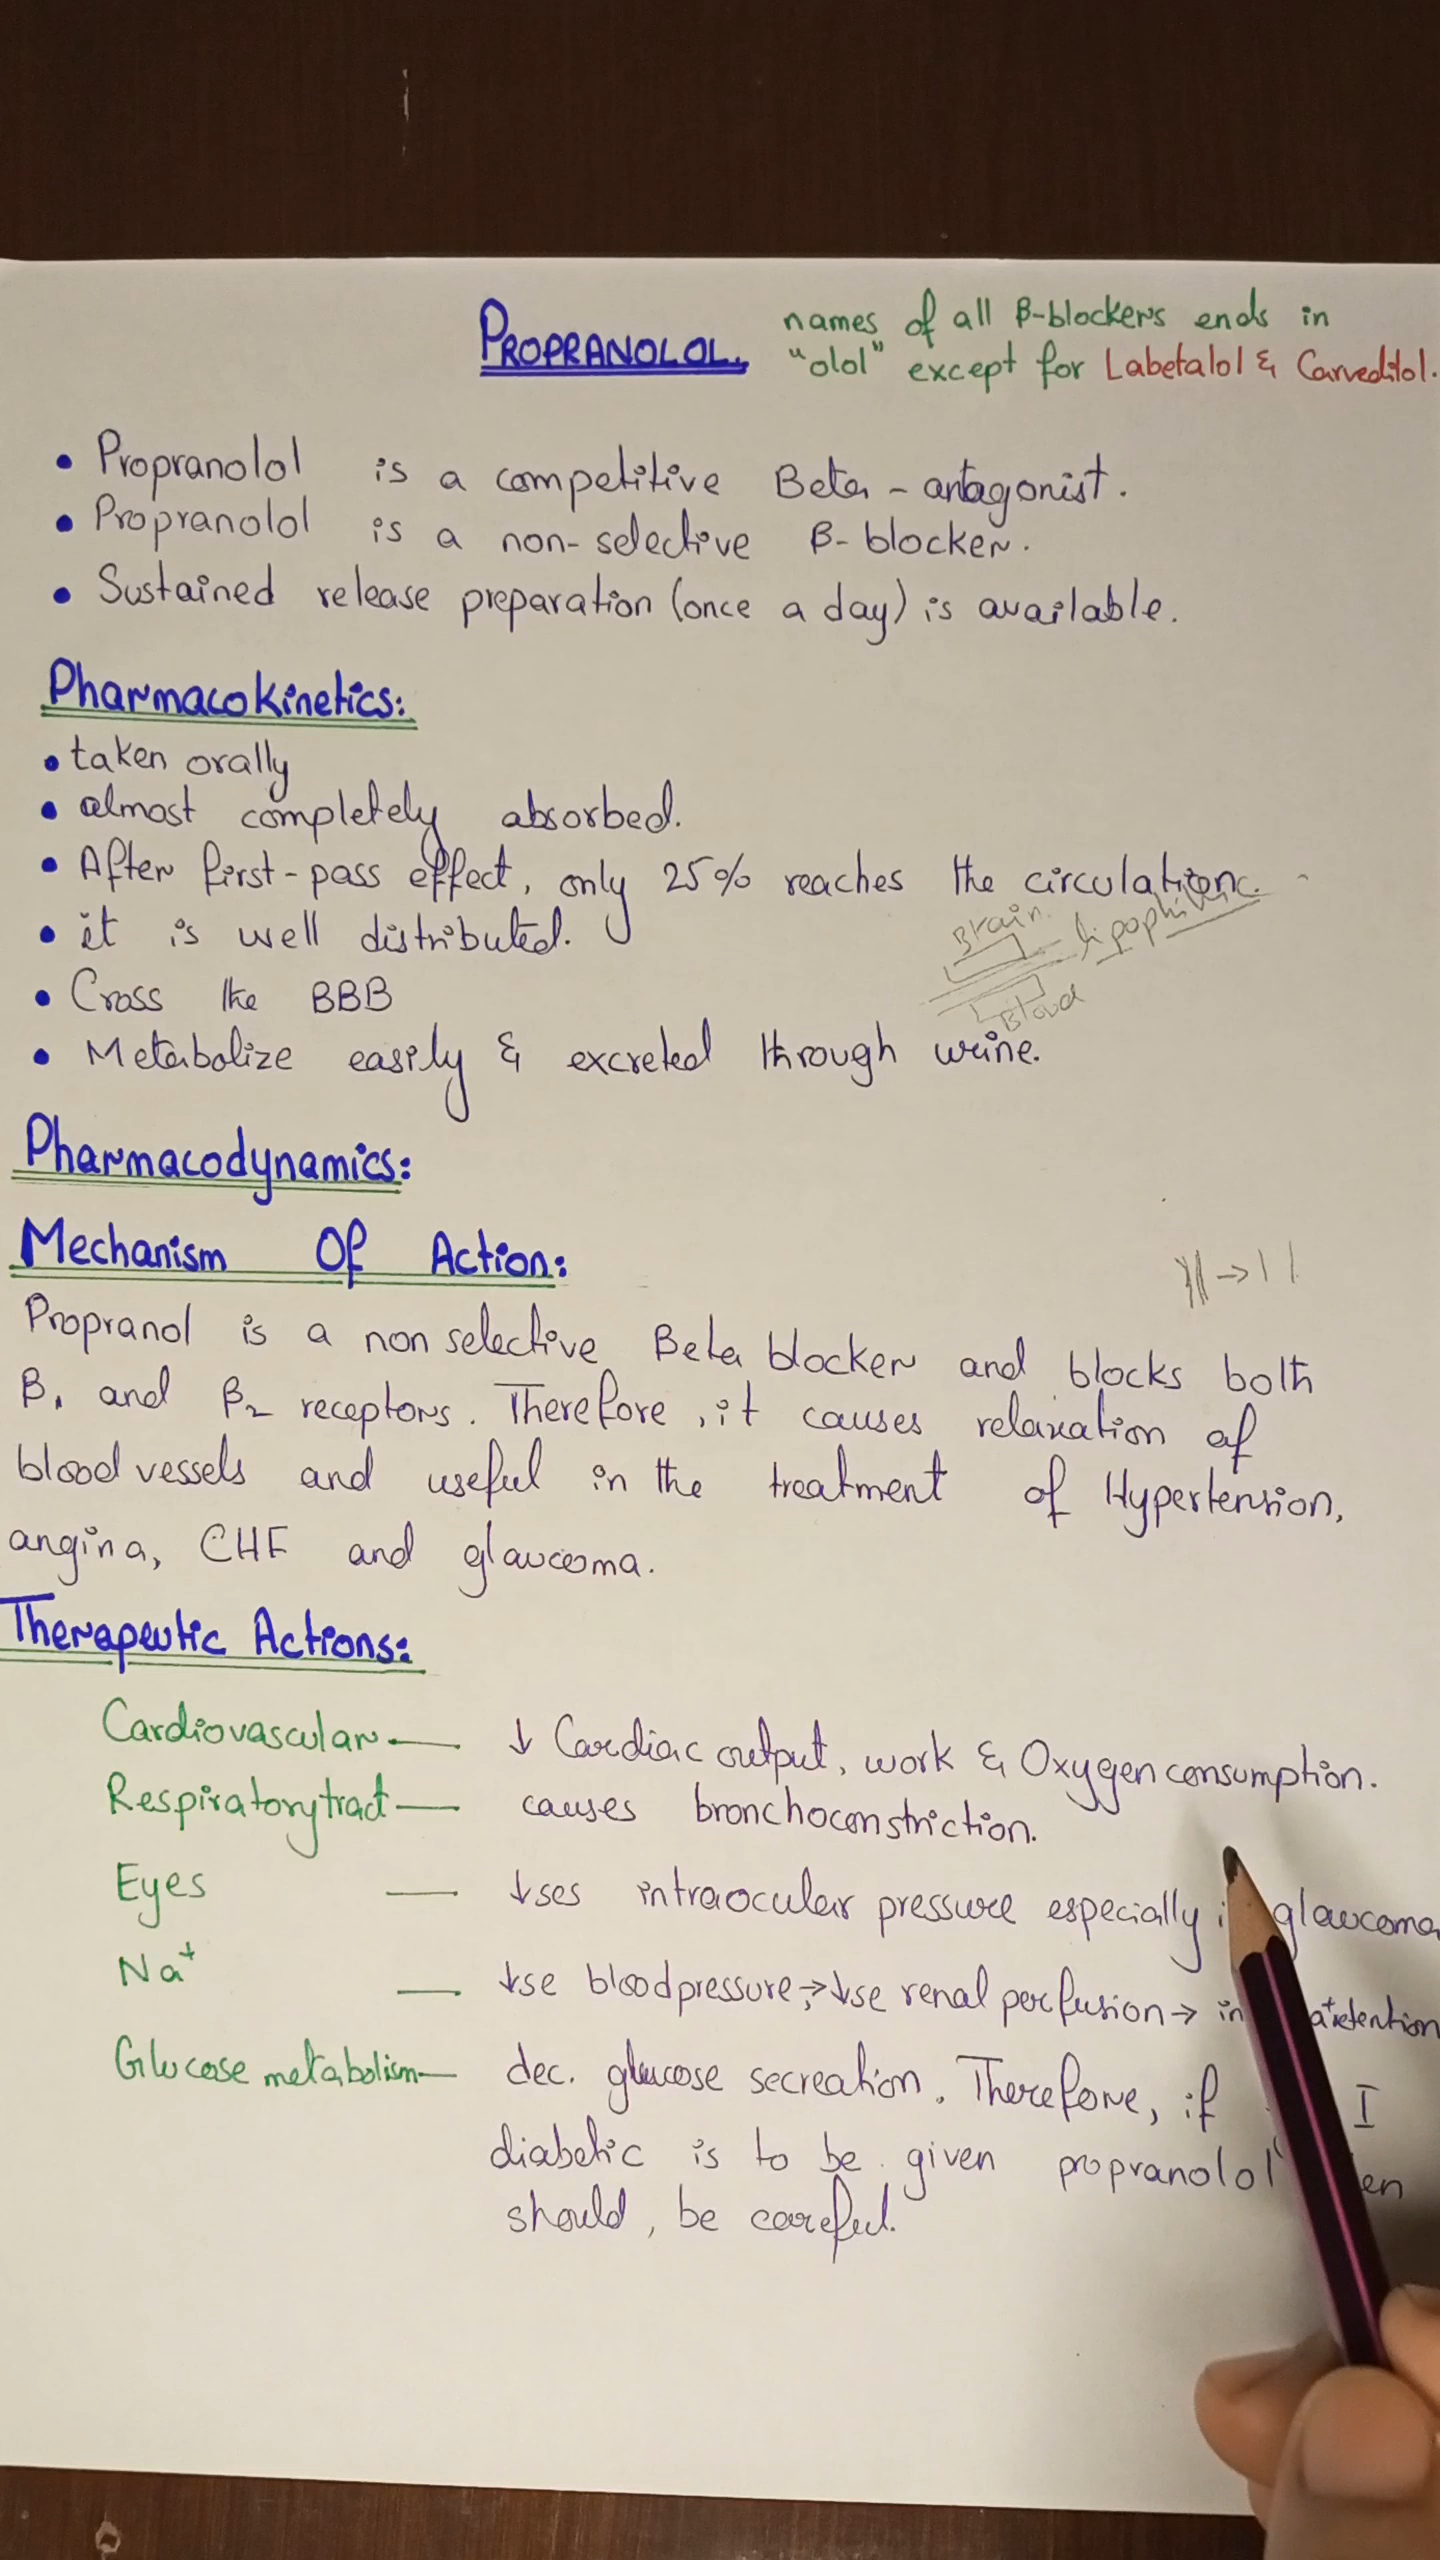 PROPRANOLOL.
names of all β-blockers ends in
"olol" except for Labetalol & Carvedilol.
• Propranolol is a competitive Beta-antagonist.
• Propranolol is a non-selective β-blocker.
• Sustained release preparation (once a day) is available.
Pharmacokinetics:
• taken orally
• almost completely absorbed.
• After first-pass effect, only 25% reaches the circulation.
• it is well distributed.
Brain
lipophilic
Blood
• Cross the BBB
• Metabolize easily & excreted through urine.
Pharmacodynamics:
Mechanism Of Action:
Propranol is a non selective Beta blocker and blocks both
β₁ and β₂ receptors. Therefore, it causes relaxation of
blood vessels and useful in the treatment of Hypertension,
angina, CHF and glaucoma.
Therapeutic Actions:
Cardiovascular — ↓ Cardiac output, work & Oxygen consumption.
Respiratory tract — causes bronchoconstriction.
Eyes — ↓ses intraocular pressure especially glaucoma
Na⁺ — ↓se blood pressure, → ↓se renal perfusion → retention
Glucose metabolism — dec. glucose secreation. Therefore, if I
diabetic is to be given propranolol
should, be careful.